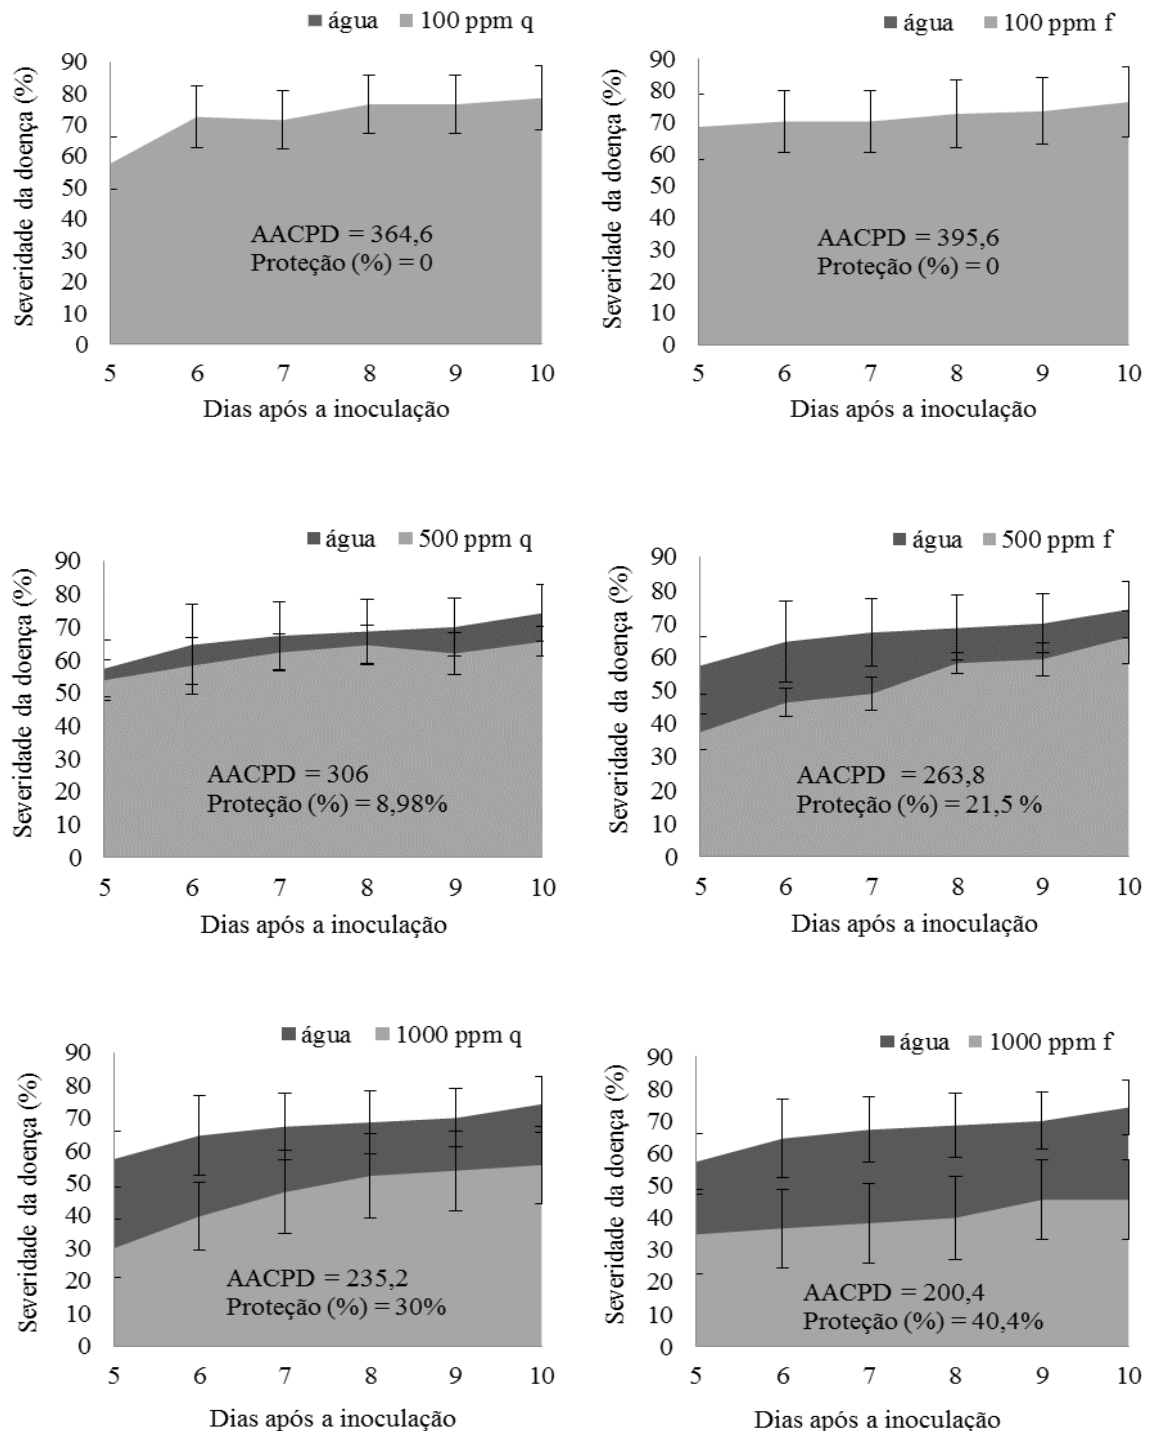 água 100 ppm q
Severidade da doença (%)
90
80
70
60
50
40
30
20
10
0
AACPD = 364,6
Proteção (%) = 0
5 6 7 8 9 10
Dias após a inoculação
água 100 ppm f
Severidade da doença (%)
90
80
70
60
50
40
30
20
10
0
AACPD = 395,6
Proteção (%) = 0
5 6 7 8 9 10
Dias após a inoculação
água 500 ppm q
Severidade da doença (%)
90
80
70
60
50
40
30
20
10
0
AACPD = 306
Proteção (%) = 8,98%
5 6 7 8 9 10
Dias após a inoculação
água 500 ppm f
Severidade da doença (%)
90
80
70
60
50
40
30
20
10
0
AACPD = 263,8
Proteção (%) = 21,5 %
5 6 7 8 9 10
Dias após a inoculação
água 1000 ppm q
Severidade da doença (%)
90
80
70
60
50
40
30
20
10
0
AACPD = 235,2
Proteção (%) = 30%
5 6 7 8 9 10
Dias após a inoculação
água 1000 ppm f
Severidade da doença (%)
90
80
70
60
50
40
30
20
10
0
AACPD = 200,4
Proteção (%) = 40,4%
5 6 7 8 9 10
Dias após a inoculação